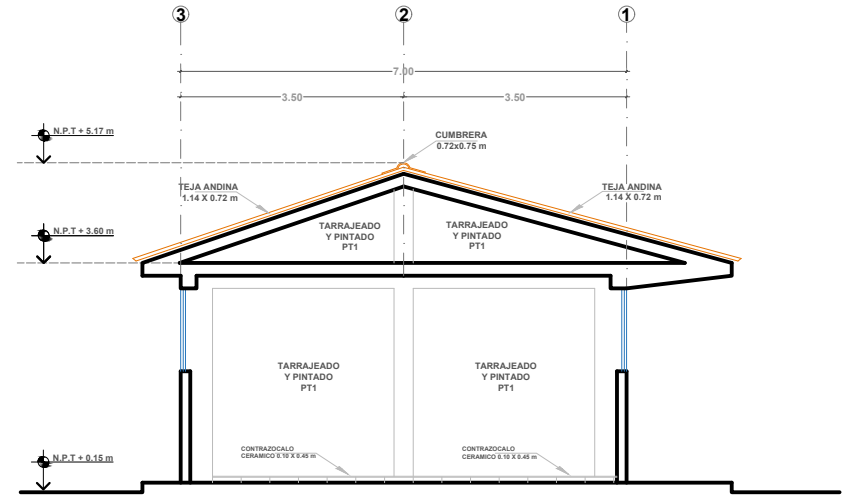 3
2
1
7.00
3.50
3.50
N.P.T + 5.17 m
CUMBRERA
0.72x0.75 m
TEJA ANDINA
1.14 X 0.72 m
TEJA ANDINA
1.14 X 0.72 m
N.P.T + 3.60 m
TARRAJEADO
Y PINTADO
PT1
TARRAJEADO
Y PINTADO
PT1
TARRAJEADO
Y PINTADO
PT1
TARRAJEADO
Y PINTADO
PT1
CONTRAZOCALO
CERAMICO 0.10 X 0.45 m
CONTRAZOCALO
CERAMICO 0.10 X 0.45 m
N.P.T + 0.15 m